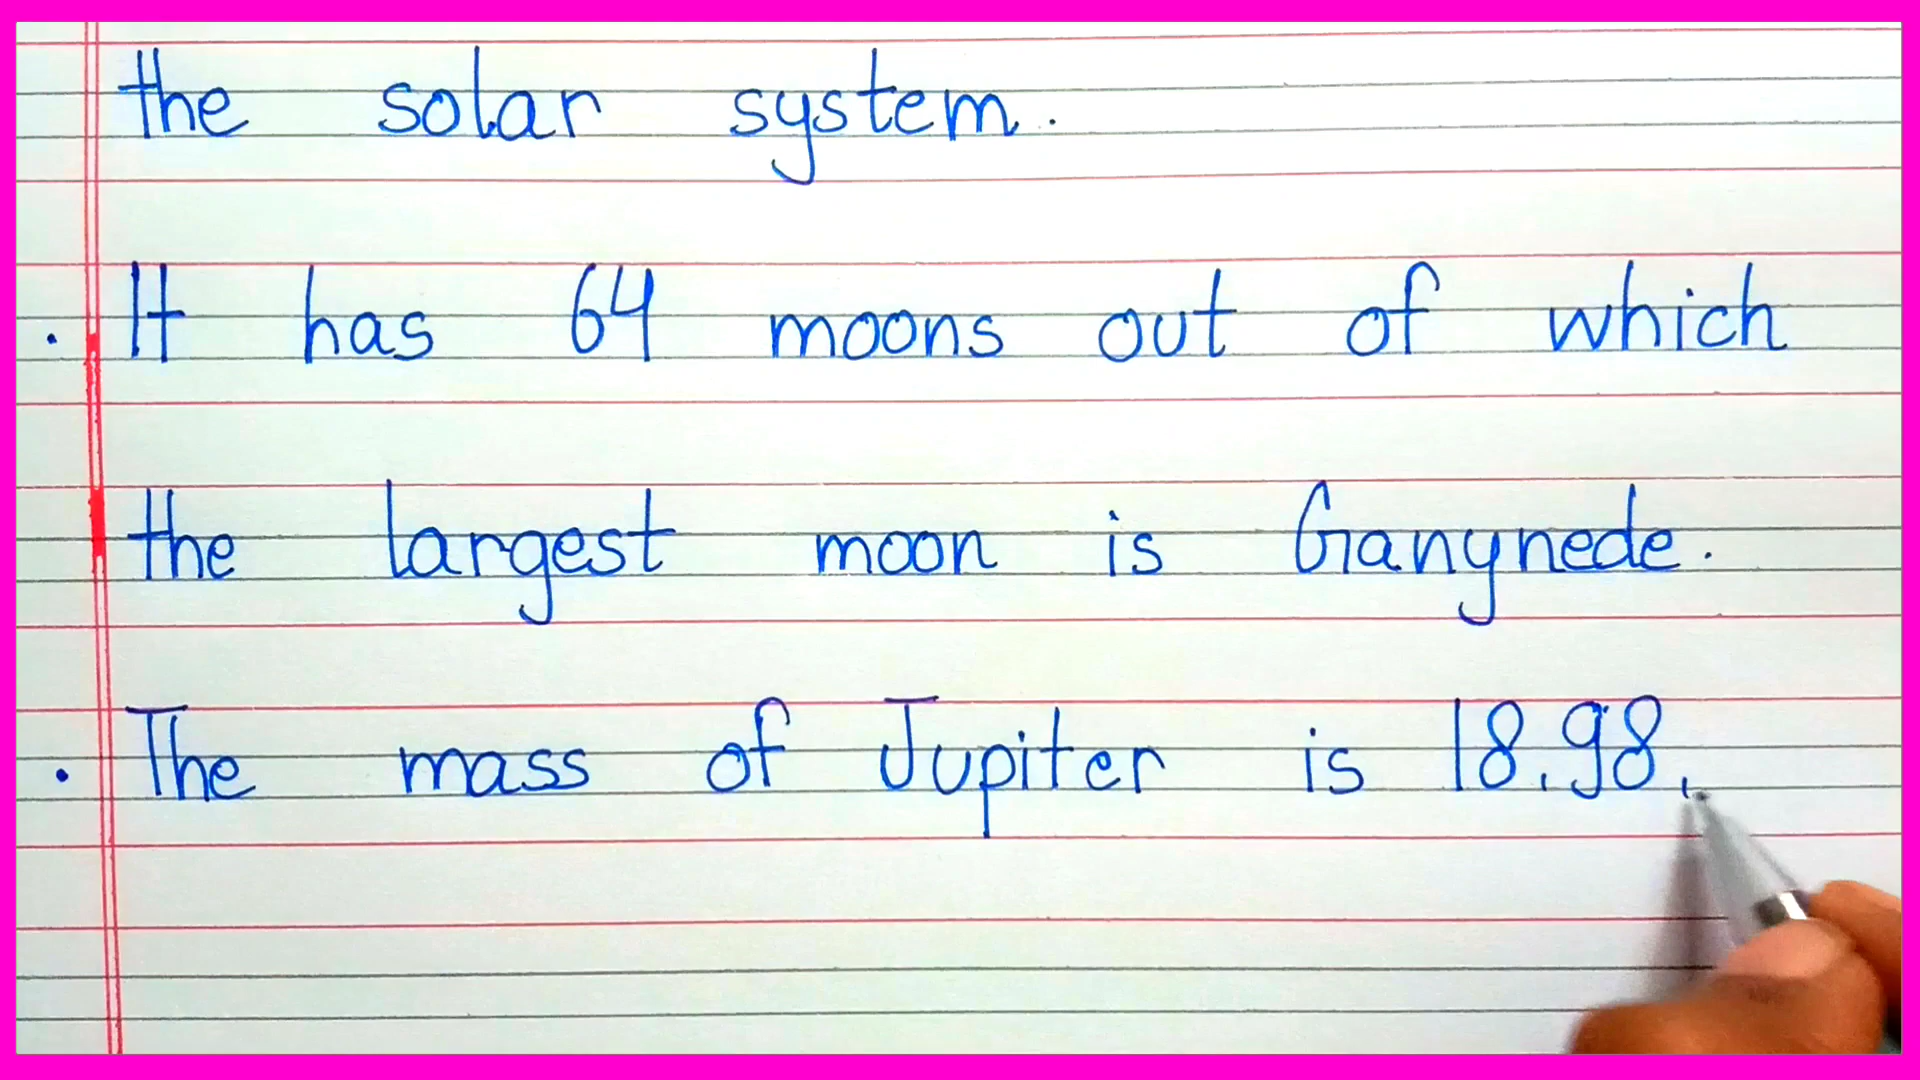 the solar system.
. It has 64 moons out of which
the largest moon is Ganynede.
. The mass of Jupiter is 18.98.